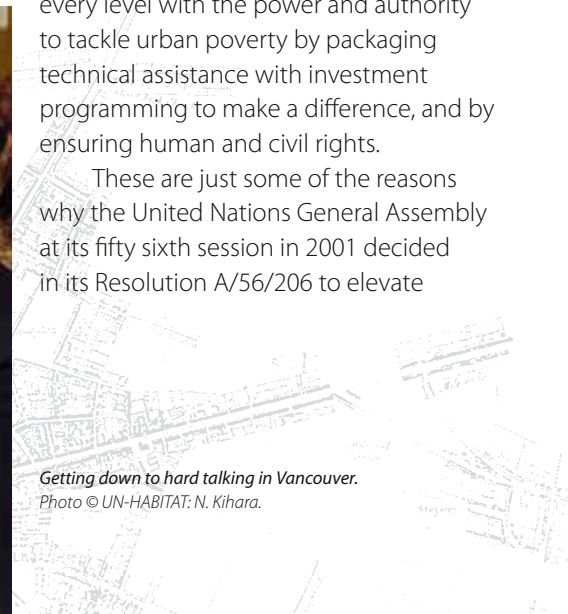 every level with the power and authority
to tackle urban poverty by packaging
technical assistance with investment
programming to make a difference, and by
ensuring human and civil rights.
These are just some of the reasons
why the United Nations General Assembly
at its fifty sixth session in 2001 decided
in its Resolution A/56/206 to elevate
Getting down to hard talking in Vancouver.
Photo © UN-HABITAT: N. Kihara.